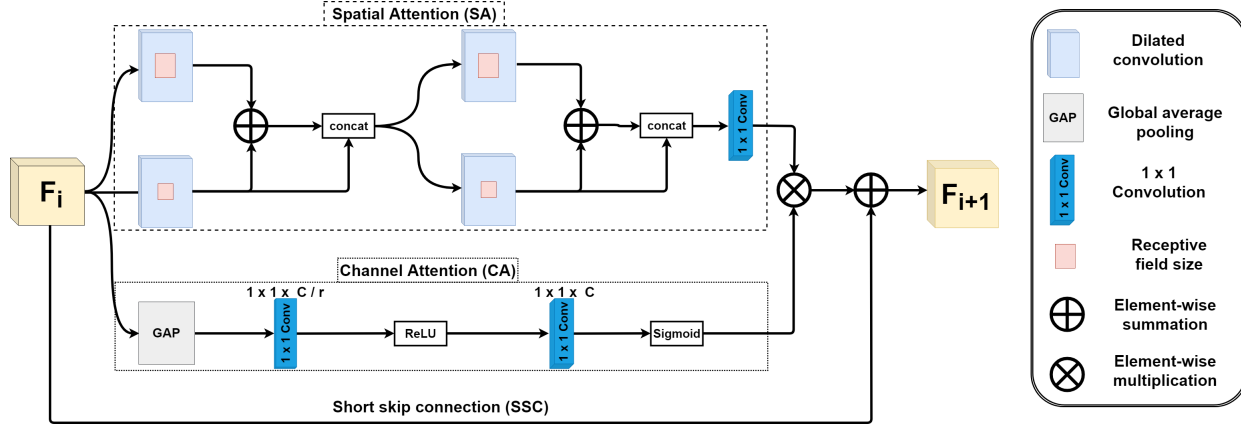 Spatial Attention (SA)
concat
concat
1 x 1 Conv
Fi
Fi+1
Channel Attention (CA)
1 x 1 x C / r
1 x 1 x C
GAP
1 x 1 Conv
ReLU
1 x 1 Conv
Sigmoid
Short skip connection (SSC)
Dilated
convolution
GAP
Global average
pooling
1 x 1 Conv
1 x 1
Convolution
Receptive
field size
Element-wise
summation
Element-wise
multiplication